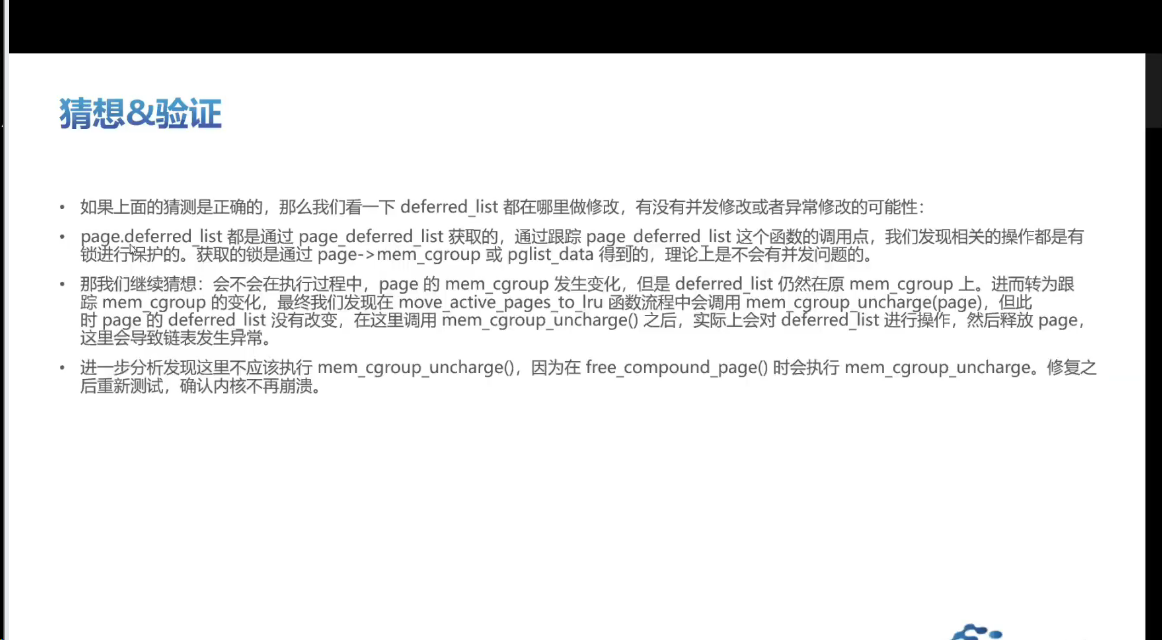 猜想&验证
• 如果上面的猜测是正确的，那么我们看一下 deferred_list 都在哪里做修改，有没有并发修改或者异常修改的可能性：
• page.deferred_list 都是通过 page_deferred_list 获取的，通过跟踪 page_deferred_list 这个函数的调用点，我们发现相关的操作都是有
锁进行保护的。获取的锁是通过 page->mem_cgroup 或 pglist_data 得到的，理论上是不会有并发问题的。
• 那我们继续猜想：会不会在执行过程中，page 的 mem_cgroup 发生变化，但是 deferred_list 仍然在原 mem_cgroup 上。进而转为跟
踪 mem_cgroup 的变化，最终我们发现在 move_active_pages_to_lru 函数流程中会调用 mem_cgroup_uncharge(page)，但此
时 page 的 deferred_list 没有改变，在这里调用 mem_cgroup_uncharge() 之后，实际上会对 deferred_list 进行操作，然后释放 page，
这里会导致链表发生异常。
• 进一步分析发现这里不应该执行 mem_cgroup_uncharge()，因为在 free_compound_page() 时会执行 mem_cgroup_uncharge。修复之
后重新测试，确认内核不再崩溃。